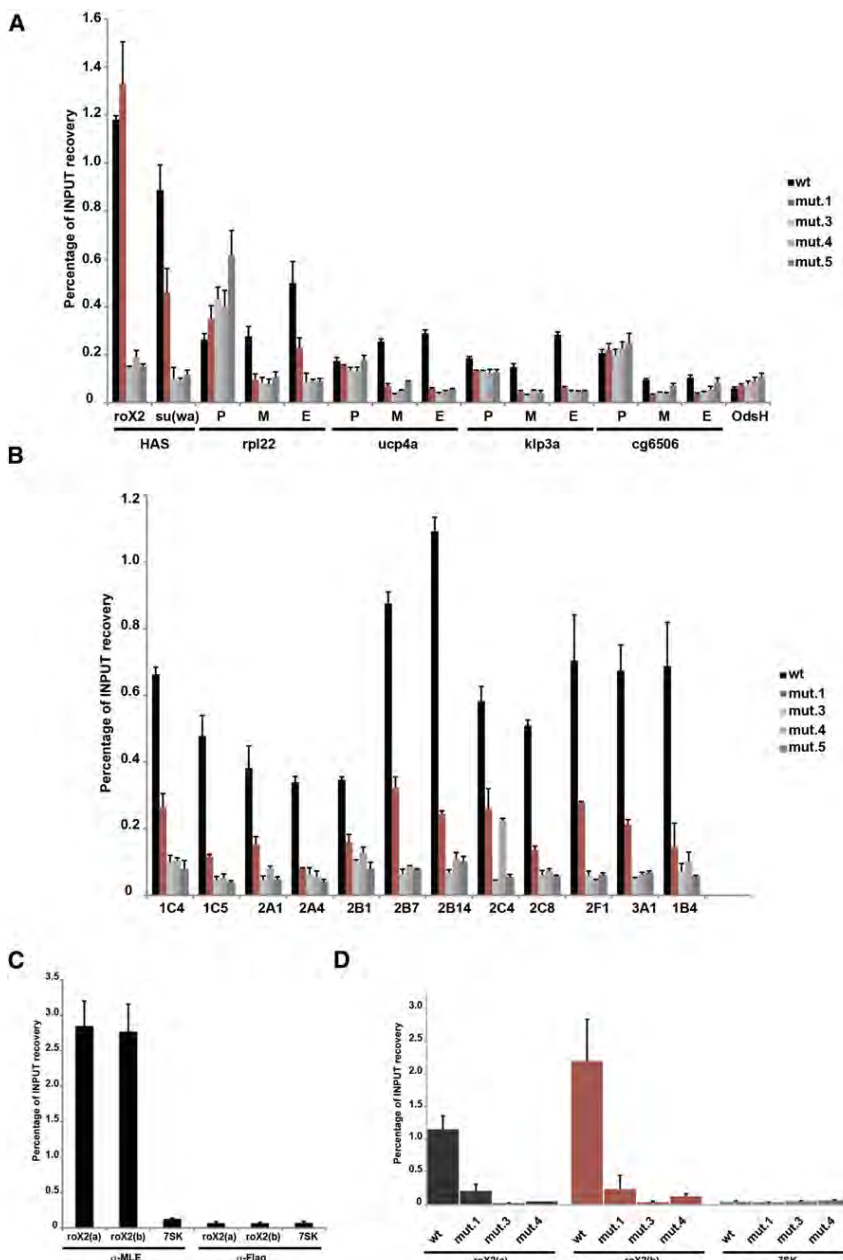 A
1.6
1.4
1.2
1.0
0.8
0.6
0.4
0.2
0
Percentage of INPUT recovery
wt
mut.1
mut.3
mut.4
mut.5
roX2 su(wa) P M E P M E P M E P M E OdsH
HAS rpl22 ucp4a klp3a cg6506
B
1.2
1.0
0.8
0.6
0.4
0.2
0
Percentage of INPUT recovery
wt
mut.1
mut.3
mut.4
mut.5
1C4 1C5 2A1 2A4 2B1 2B7 2B14 2C4 2C8 2F1 3A1 1B4
C
3.5
3.0
2.5
2.0
1.5
1.0
0.5
0
Percentage of INPUT recovery
roX2(a) roX2(b) 7SK roX2(a) roX2(b) 7SK
α-MLE α-Flag
D
3.0
2.5
2.0
1.5
1.0
0.5
0
Percentage of INPUT recovery
wt mut.1 mut.3 mut.4 wt mut.1 mut.3 mut.4 wt mut.1 mut.3 mut.4
roX2(a) roX2(b) 7SK